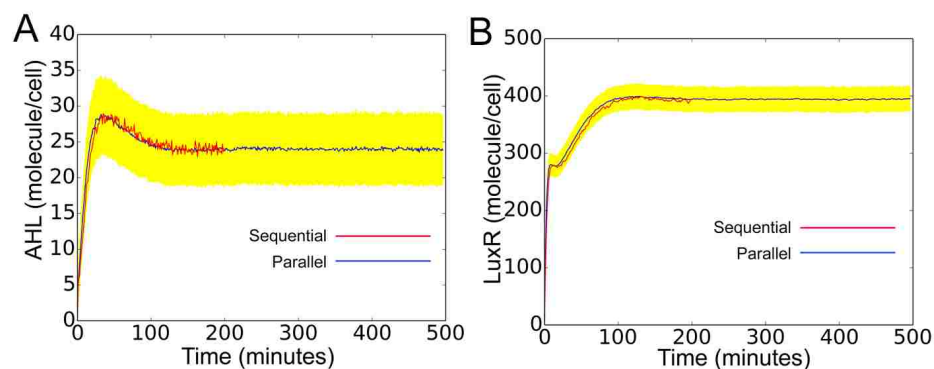 A
AHL (molecule/cell)
40
35
30
25
20
15
10
5
0
Sequential
Parallel
0 100 200 300 400 500
Time (minutes)
B
LuxR (molecule/cell)
500
400
300
200
100
0
Sequential
Parallel
0 100 200 300 400 500
Time (minutes)